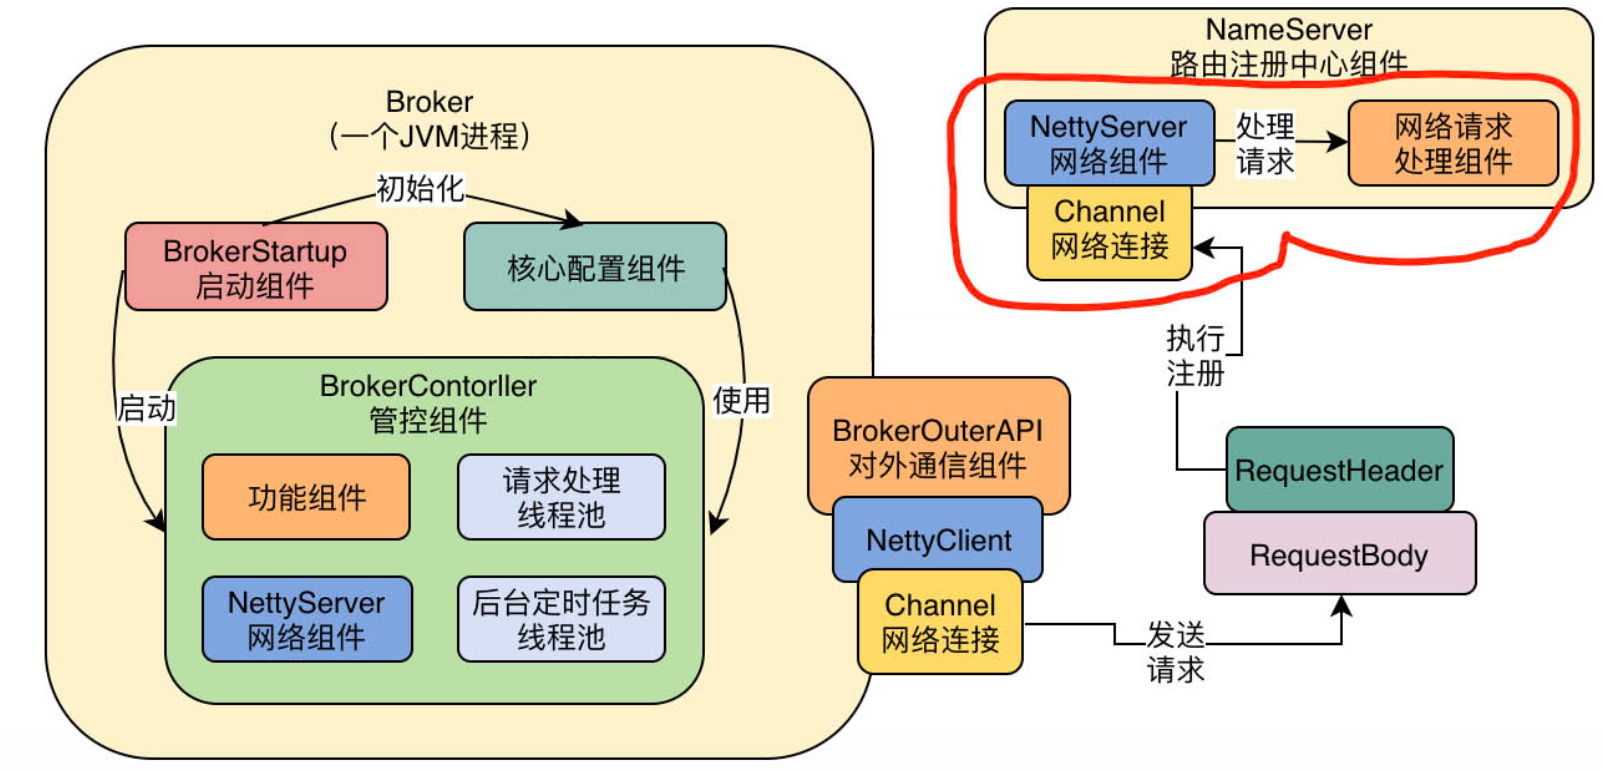 Broker
（一个JVM进程）
初始化
BrokerStartup
启动组件
核心配置组件
启动
使用
BrokerContorller
管控组件
功能组件
请求处理
线程池
NettyServer
网络组件
后台定时任务
线程池
BrokerOuterAPI
对外通信组件
NettyClient
Channel
网络连接
发送
请求
RequestHeader
RequestBody
执行
注册
NameServer
路由注册中心组件
NettyServer
网络组件
处理
请求
网络请求
处理组件
Channel
网络连接